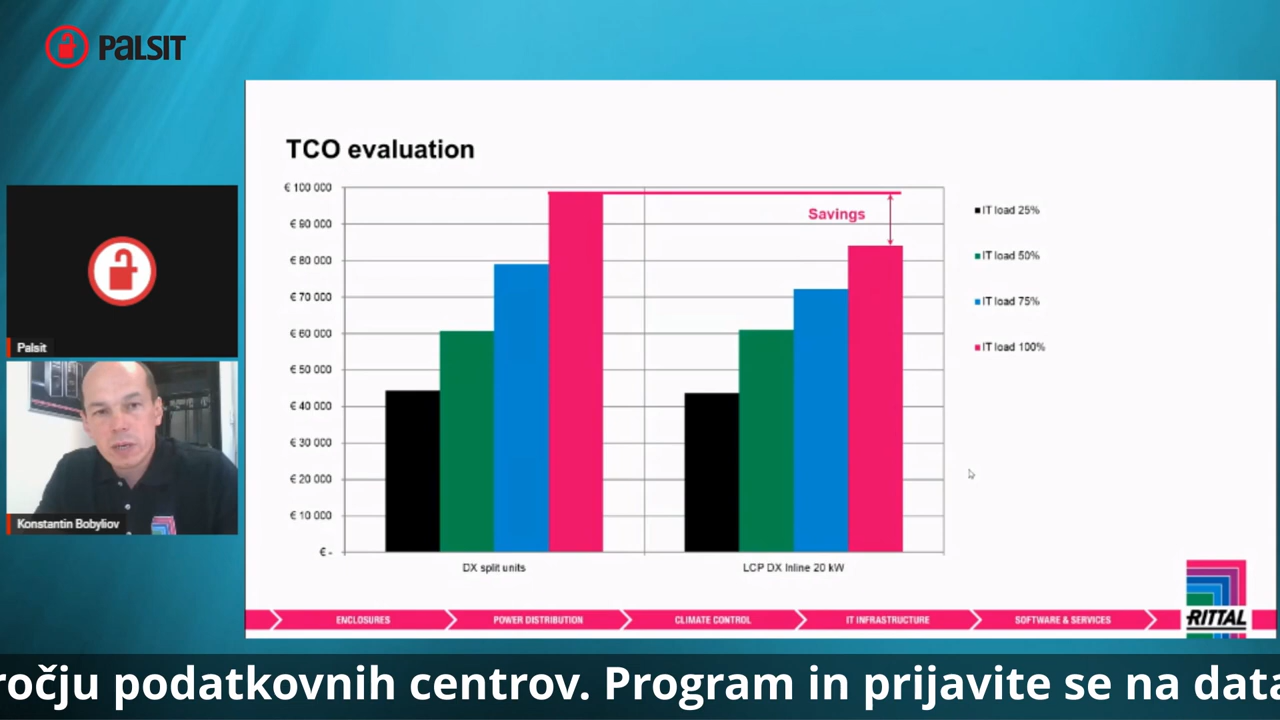 PALSIT
TCO evaluation
€ 100 000
€ 90 000
€ 80 000
€ 70 000
€ 60 000
€ 50 000
€ 40 000
€ 30 000
€ 20 000
€ 10 000
€ -
Savings
IT load 25%
IT load 50%
IT load 75%
IT load 100%
DX split units
LCP DX Inline 20 kW
Palsit
Konstantin Bobyliov
ENCLOSURES
POWER DISTRIBUTION
CLIMATE CONTROL
IT INFRASTRUCTURE
SOFTWARE & SERVICES
RITTAL
ročju podatkovnih centrov. Program in prijavite se na data